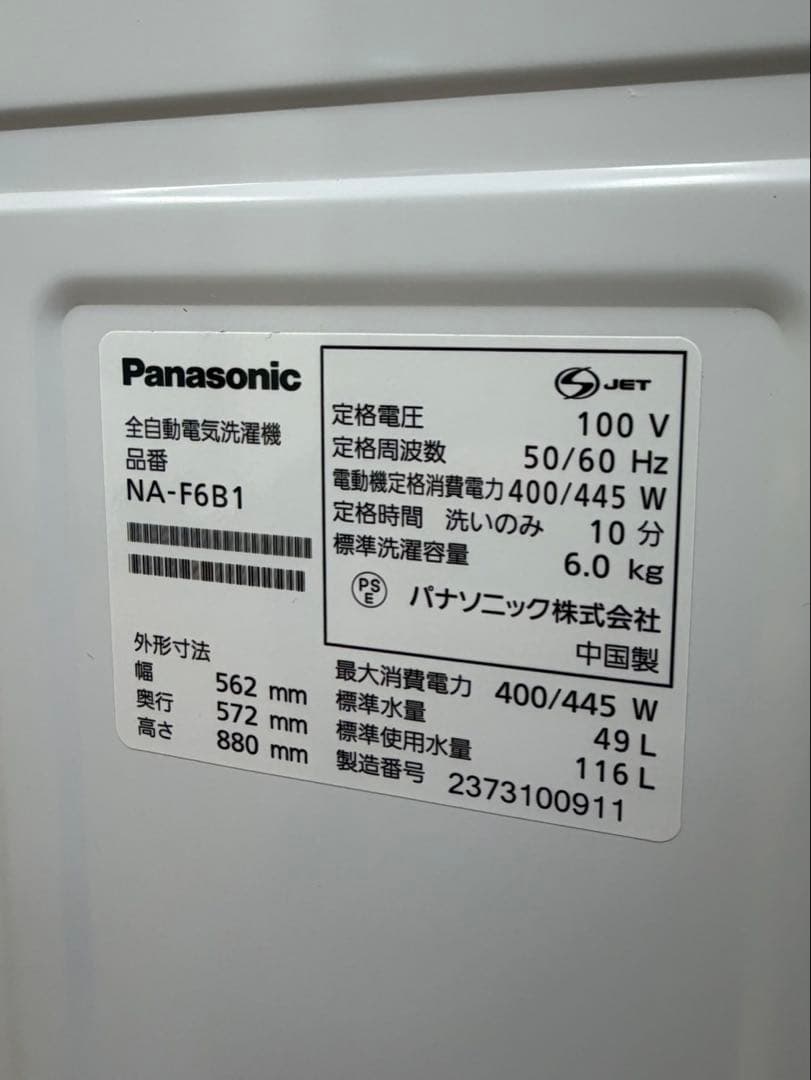 Panasonic
全自動電気洗濯機
品番
NA-F6B1
外形寸法
幅 562 mm
奥行 572 mm
高さ 880 mm
S JET
定格電圧 100 V
定格周波数 50/60 Hz
電動機定格消費電力 400/445 W
定格時間 洗いのみ 10 分
標準洗濯容量 6.0 kg
PS E パナソニック株式会社
中国製
最大消費電力 400/445 W
標準水量 49 L
標準使用水量 116 L
製造番号 2373100911